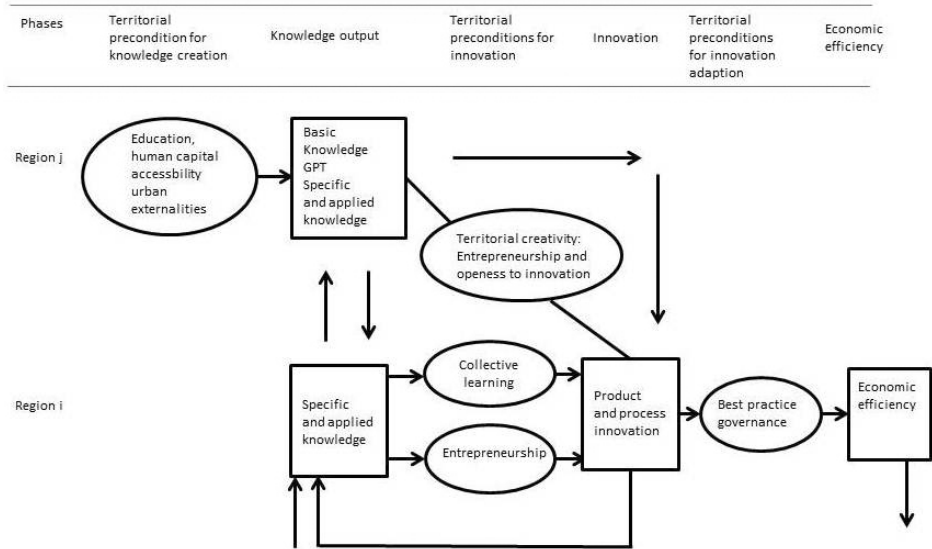 Phases
Territorial
precondition for
knowledge creation
Knowledge output
Territorial
preconditions for
innovation
Innovation
Territorial
preconditions
for innovation
adaption
Economic
efficiency
Region j
Education,
human capital
accessbility
urban
externalities
Basic
Knowledge
GPT
Specific
and applied
knowledge
Territorial creativity:
Entrepreneurship and
openess to innovation
Region i
Specific
and applied
knowledge
Collective
learning
Entrepreneurship
Product
and process
innovation
Best practice
governance
Economic
efficiency